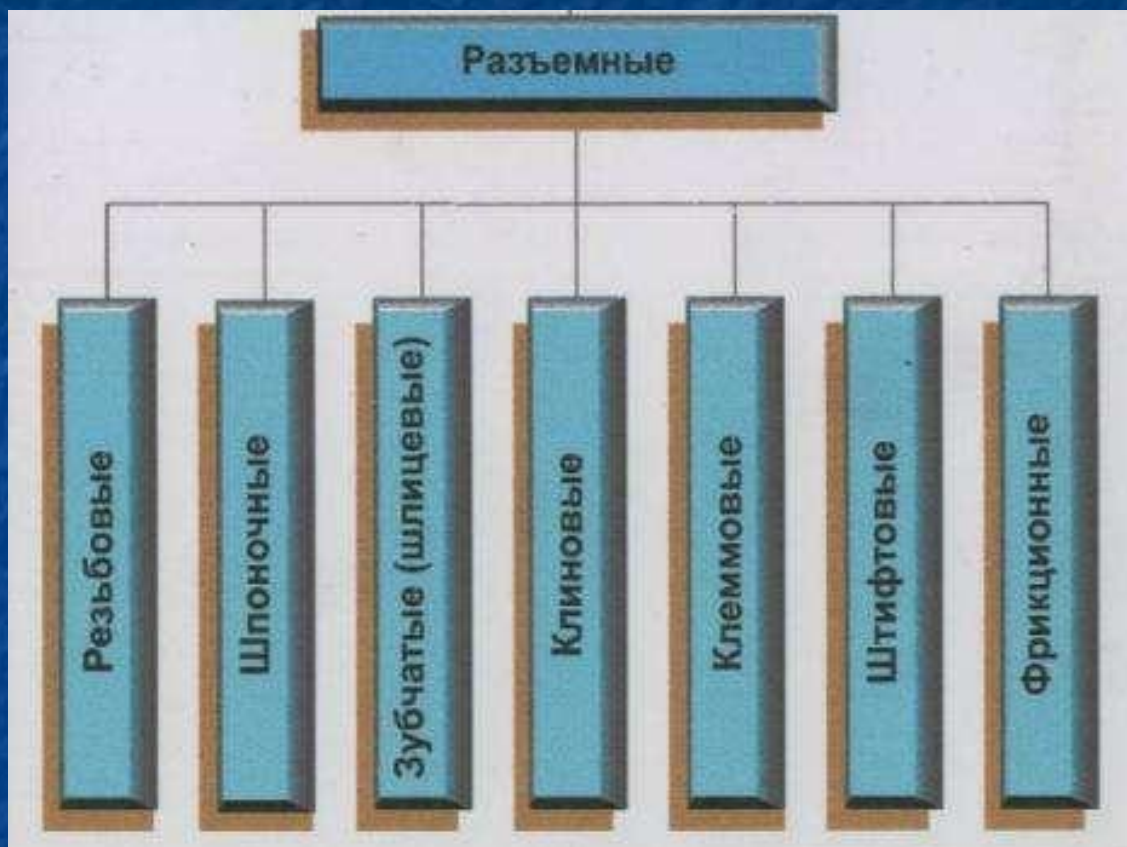 Разъемные
Резьбовые
Шпоночные
Зубчатые (шлицевые)
Клиновые
Клеммовые
Штифтовые
Фрикционные